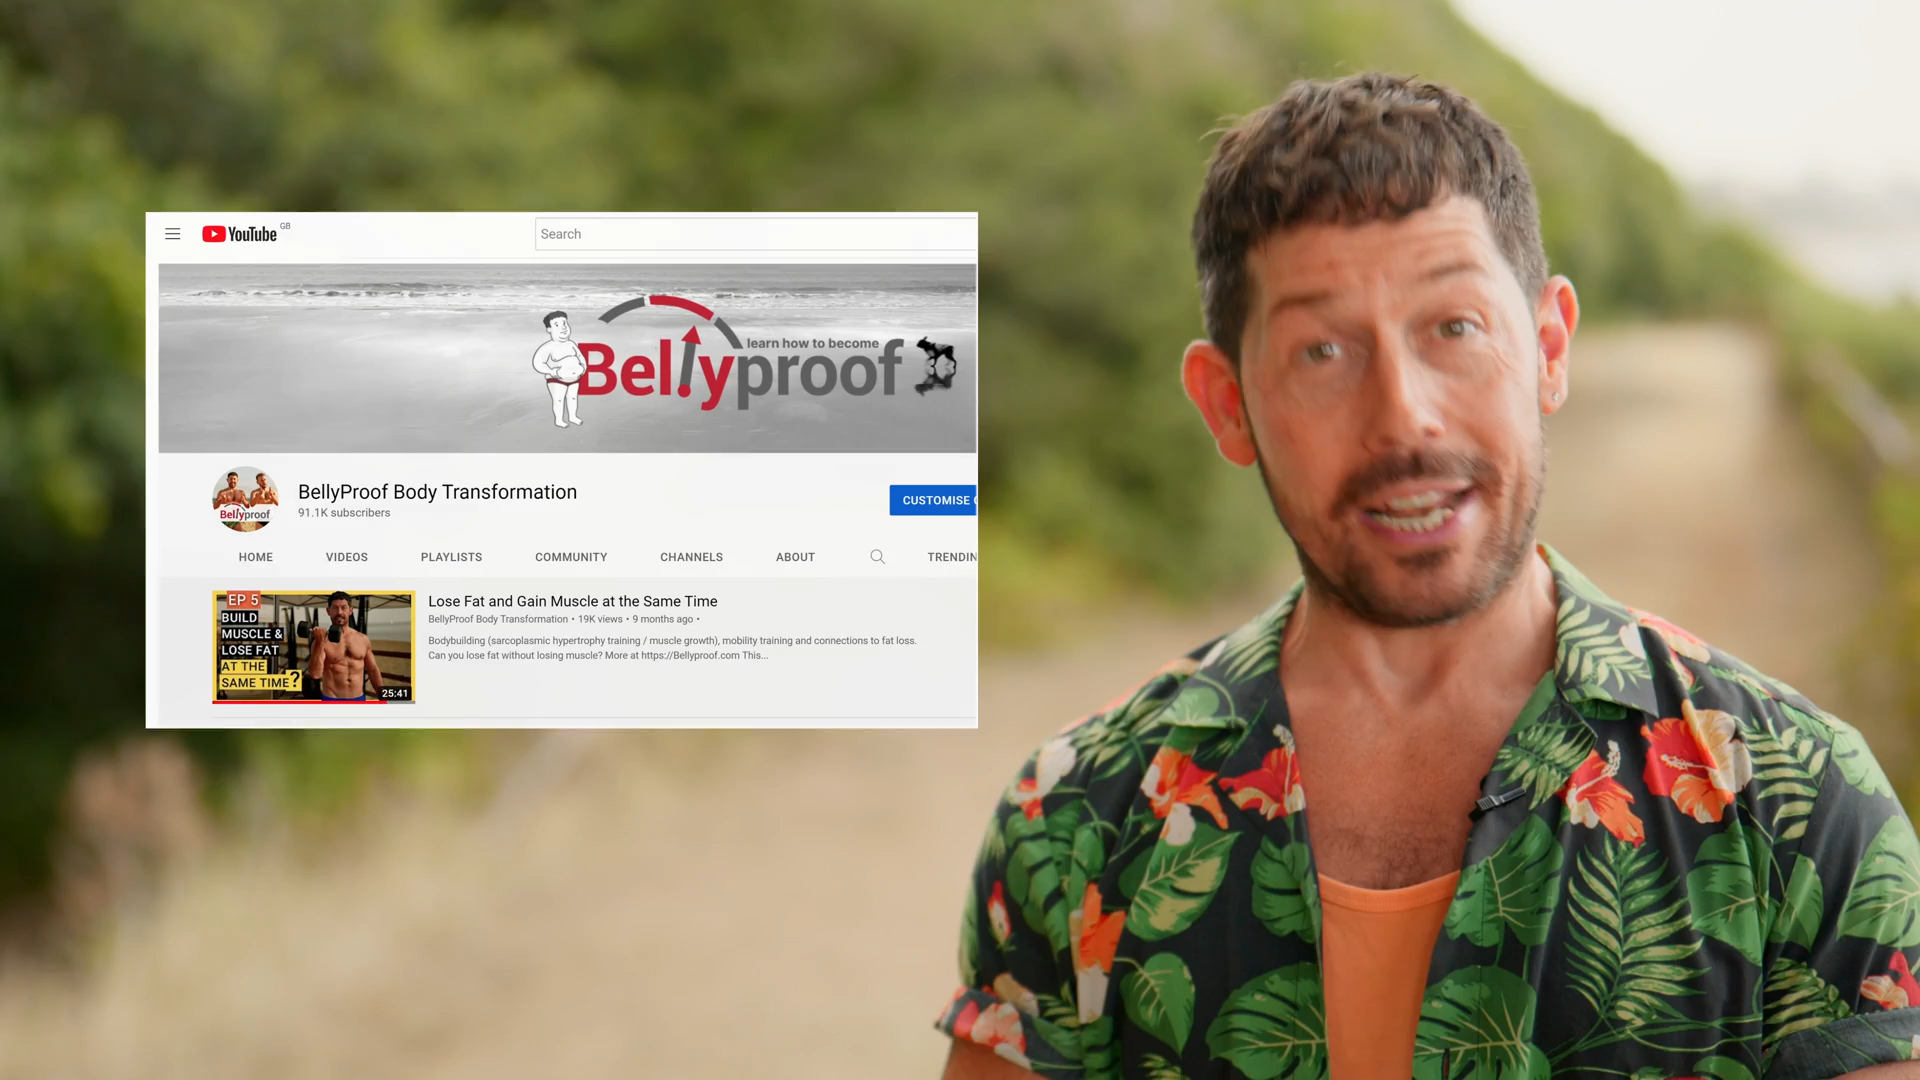 YouTube GB
Search
learn how to become
Bellyproof
Bellyproof
BellyProof Body Transformation
91.1K subscribers
CUSTOMISE
HOME VIDEOS PLAYLISTS COMMUNITY CHANNELS ABOUT TRENDIN
EP 5
BUILD
MUSCLE &
LOSE FAT
AT THE
SAME TIME?
25:41
Lose Fat and Gain Muscle at the Same Time
BellyProof Body Transformation • 19K views • 9 months ago •
Bodybuilding (sarcoplasmic hypertrophy training / muscle growth), mobility training and connections to fat loss.
Can you lose fat without losing muscle? More at https://Bellyproof.com This...